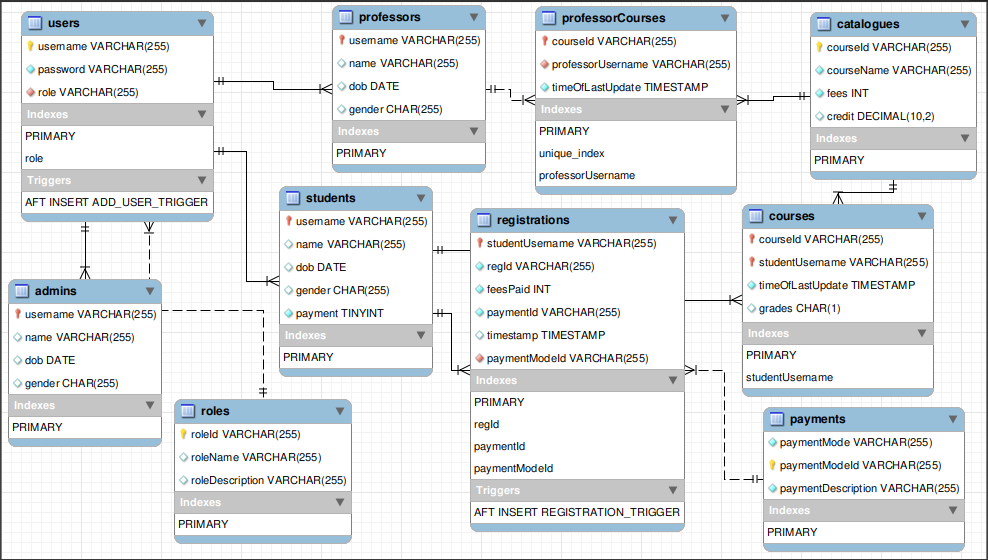 users
username VARCHAR(255)
password VARCHAR(255)
role VARCHAR(255)
Indexes
PRIMARY
role
Triggers
AFT INSERT ADD_USER_TRIGGER
professors
username VARCHAR(255)
name VARCHAR(255)
dob DATE
gender CHAR(255)
Indexes
PRIMARY
professorCourses
courseId VARCHAR(255)
professorUsername VARCHAR(255)
timeOfLastUpdate TIMESTAMP
Indexes
PRIMARY
unique_index
professorUsername
catalogues
courseId VARCHAR(255)
courseName VARCHAR(255)
fees INT
credit DECIMAL(10,2)
Indexes
PRIMARY
students
username VARCHAR(255)
name VARCHAR(255)
dob DATE
gender CHAR(255)
payment TINYINT
Indexes
PRIMARY
registrations
studentUsername VARCHAR(255)
regId VARCHAR(255)
feesPaid INT
paymentId VARCHAR(255)
timestamp TIMESTAMP
paymentModeId VARCHAR(255)
Indexes
PRIMARY
regId
paymentId
paymentModeId
Triggers
AFT INSERT REGISTRATION_TRIGGER
courses
courseId VARCHAR(255)
studentUsername VARCHAR(255)
timeOfLastUpdate TIMESTAMP
grades CHAR(1)
Indexes
PRIMARY
studentUsername
admins
username VARCHAR(255)
name VARCHAR(255)
dob DATE
gender CHAR(255)
Indexes
PRIMARY
roles
roleId VARCHAR(255)
roleName VARCHAR(255)
roleDescription VARCHAR(255)
Indexes
PRIMARY
payments
paymentMode VARCHAR(255)
paymentModeId VARCHAR(255)
paymentDescription VARCHAR(255)
Indexes
PRIMARY